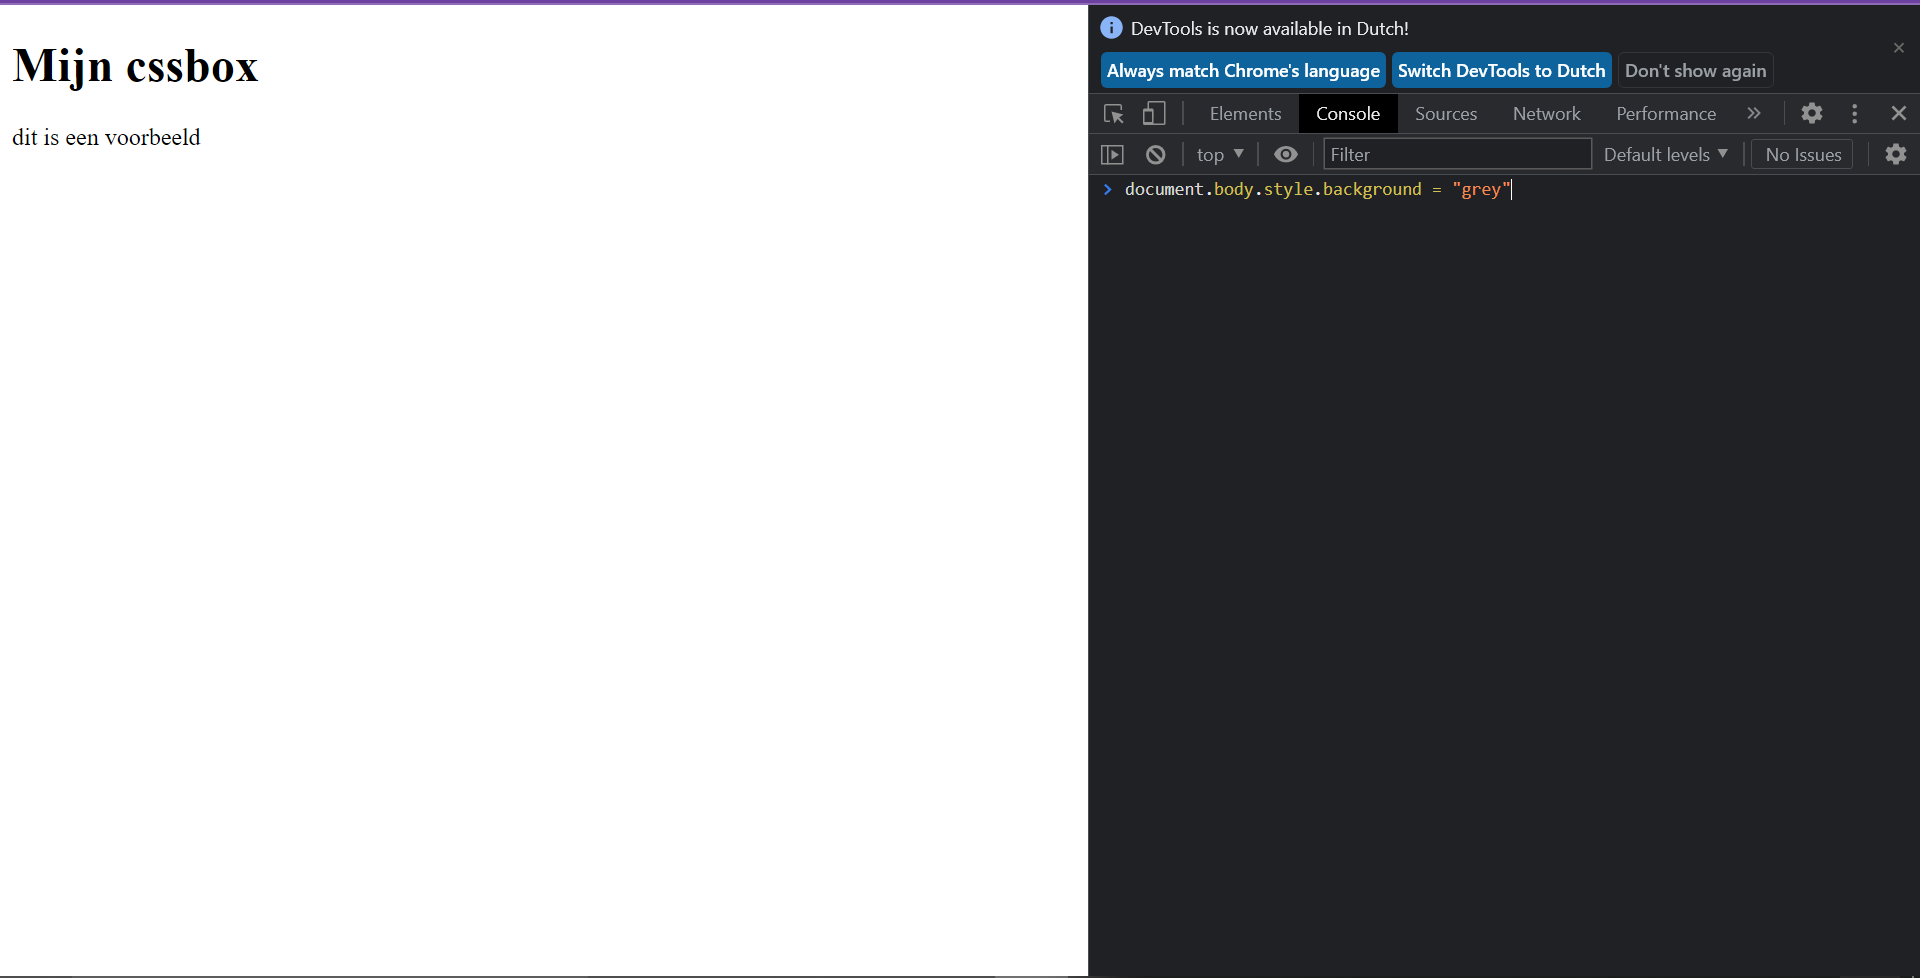 Mijn cssbox
dit is een voorbeeld
DevTools is now available in Dutch!
Always match Chrome's language Switch DevTools to Dutch Don't show again
Elements Console Sources Network Performance
top Filter Default levels No Issues
document.body.style.background = "grey"